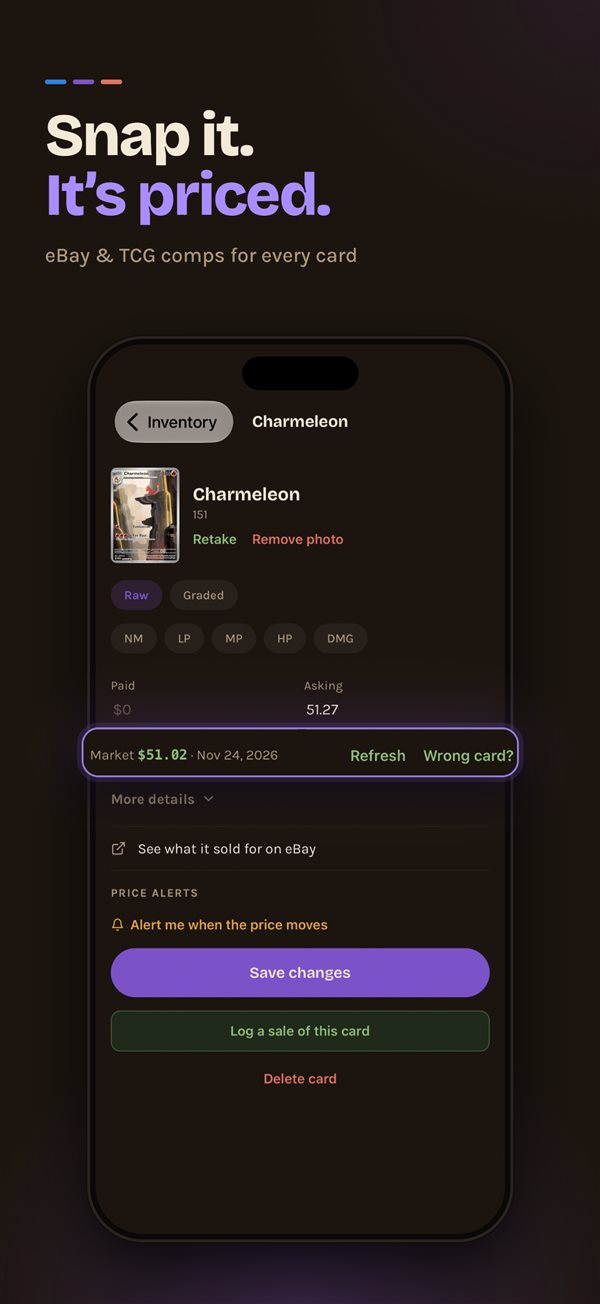 Snap it.
It's priced.
eBay & TCG comps for every card
Inventory
Charmeleon
Charmeleon
Charmeleon
151
Retake Remove photo
Raw Graded
NM LP MP HP DMG
Paid Asking
$0 51.27
Market $51.02 · Nov 24, 2026 Refresh Wrong card?
More details
See what it sold for on eBay
PRICE ALERTS
Alert me when the price moves
Save changes
Log a sale of this card
Delete card